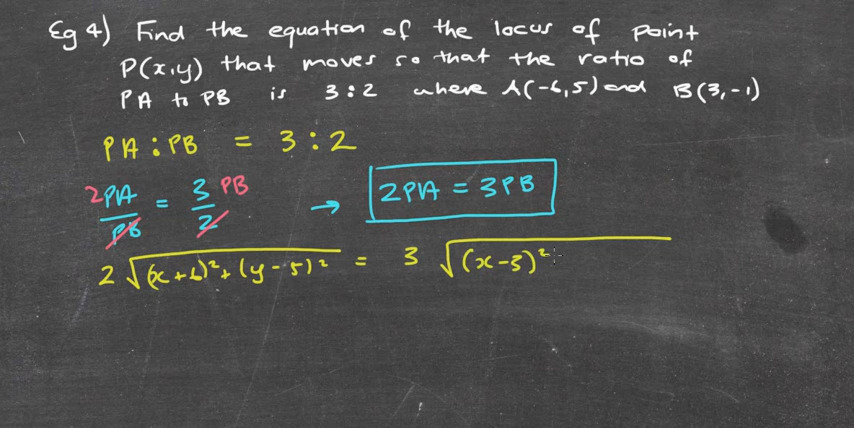 Eg 4) Find the equation of the locus of point
P(x,y) that moves so that the ratio of
PA to PB is 3:2 where A(-6,5) and B(3,-1)
PA : PB = 3 : 2
2PA/PB = 3/2 PB → 2PA = 3PB
2 √(x+6)²+(y-5)² = 3 √(x-3)²